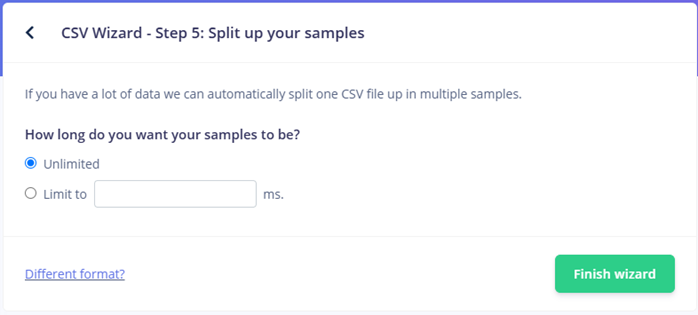 CSV Wizard - Step 5: Split up your samples
If you have a lot of data we can automatically split one CSV file up in multiple samples.
How long do you want your samples to be?
Unlimited
Limit to ms.
Different format? Finish wizard